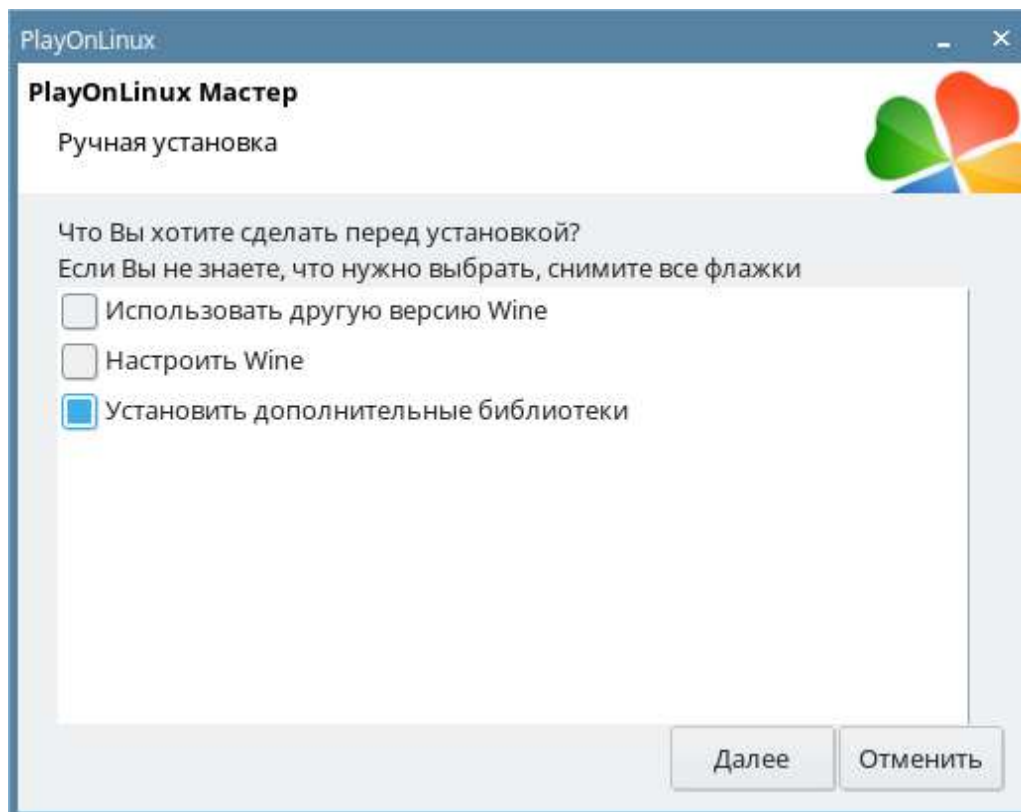 PlayOnLinux
PlayOnLinux Мастер
Ручная установка
Что Вы хотите сделать перед установкой?
Если Вы не знаете, что нужно выбрать, снимите все флажки
Использовать другую версию Wine
Настроить Wine
Установить дополнительные библиотеки
Далее
Отменить